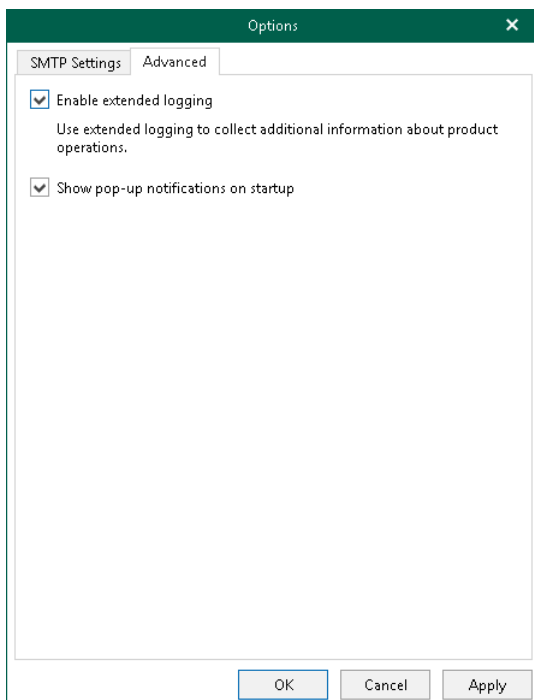 Options
SMTP Settings
Advanced
Enable extended logging
Use extended logging to collect additional information about product
operations.
Show pop-up notifications on startup
OK
Cancel
Apply